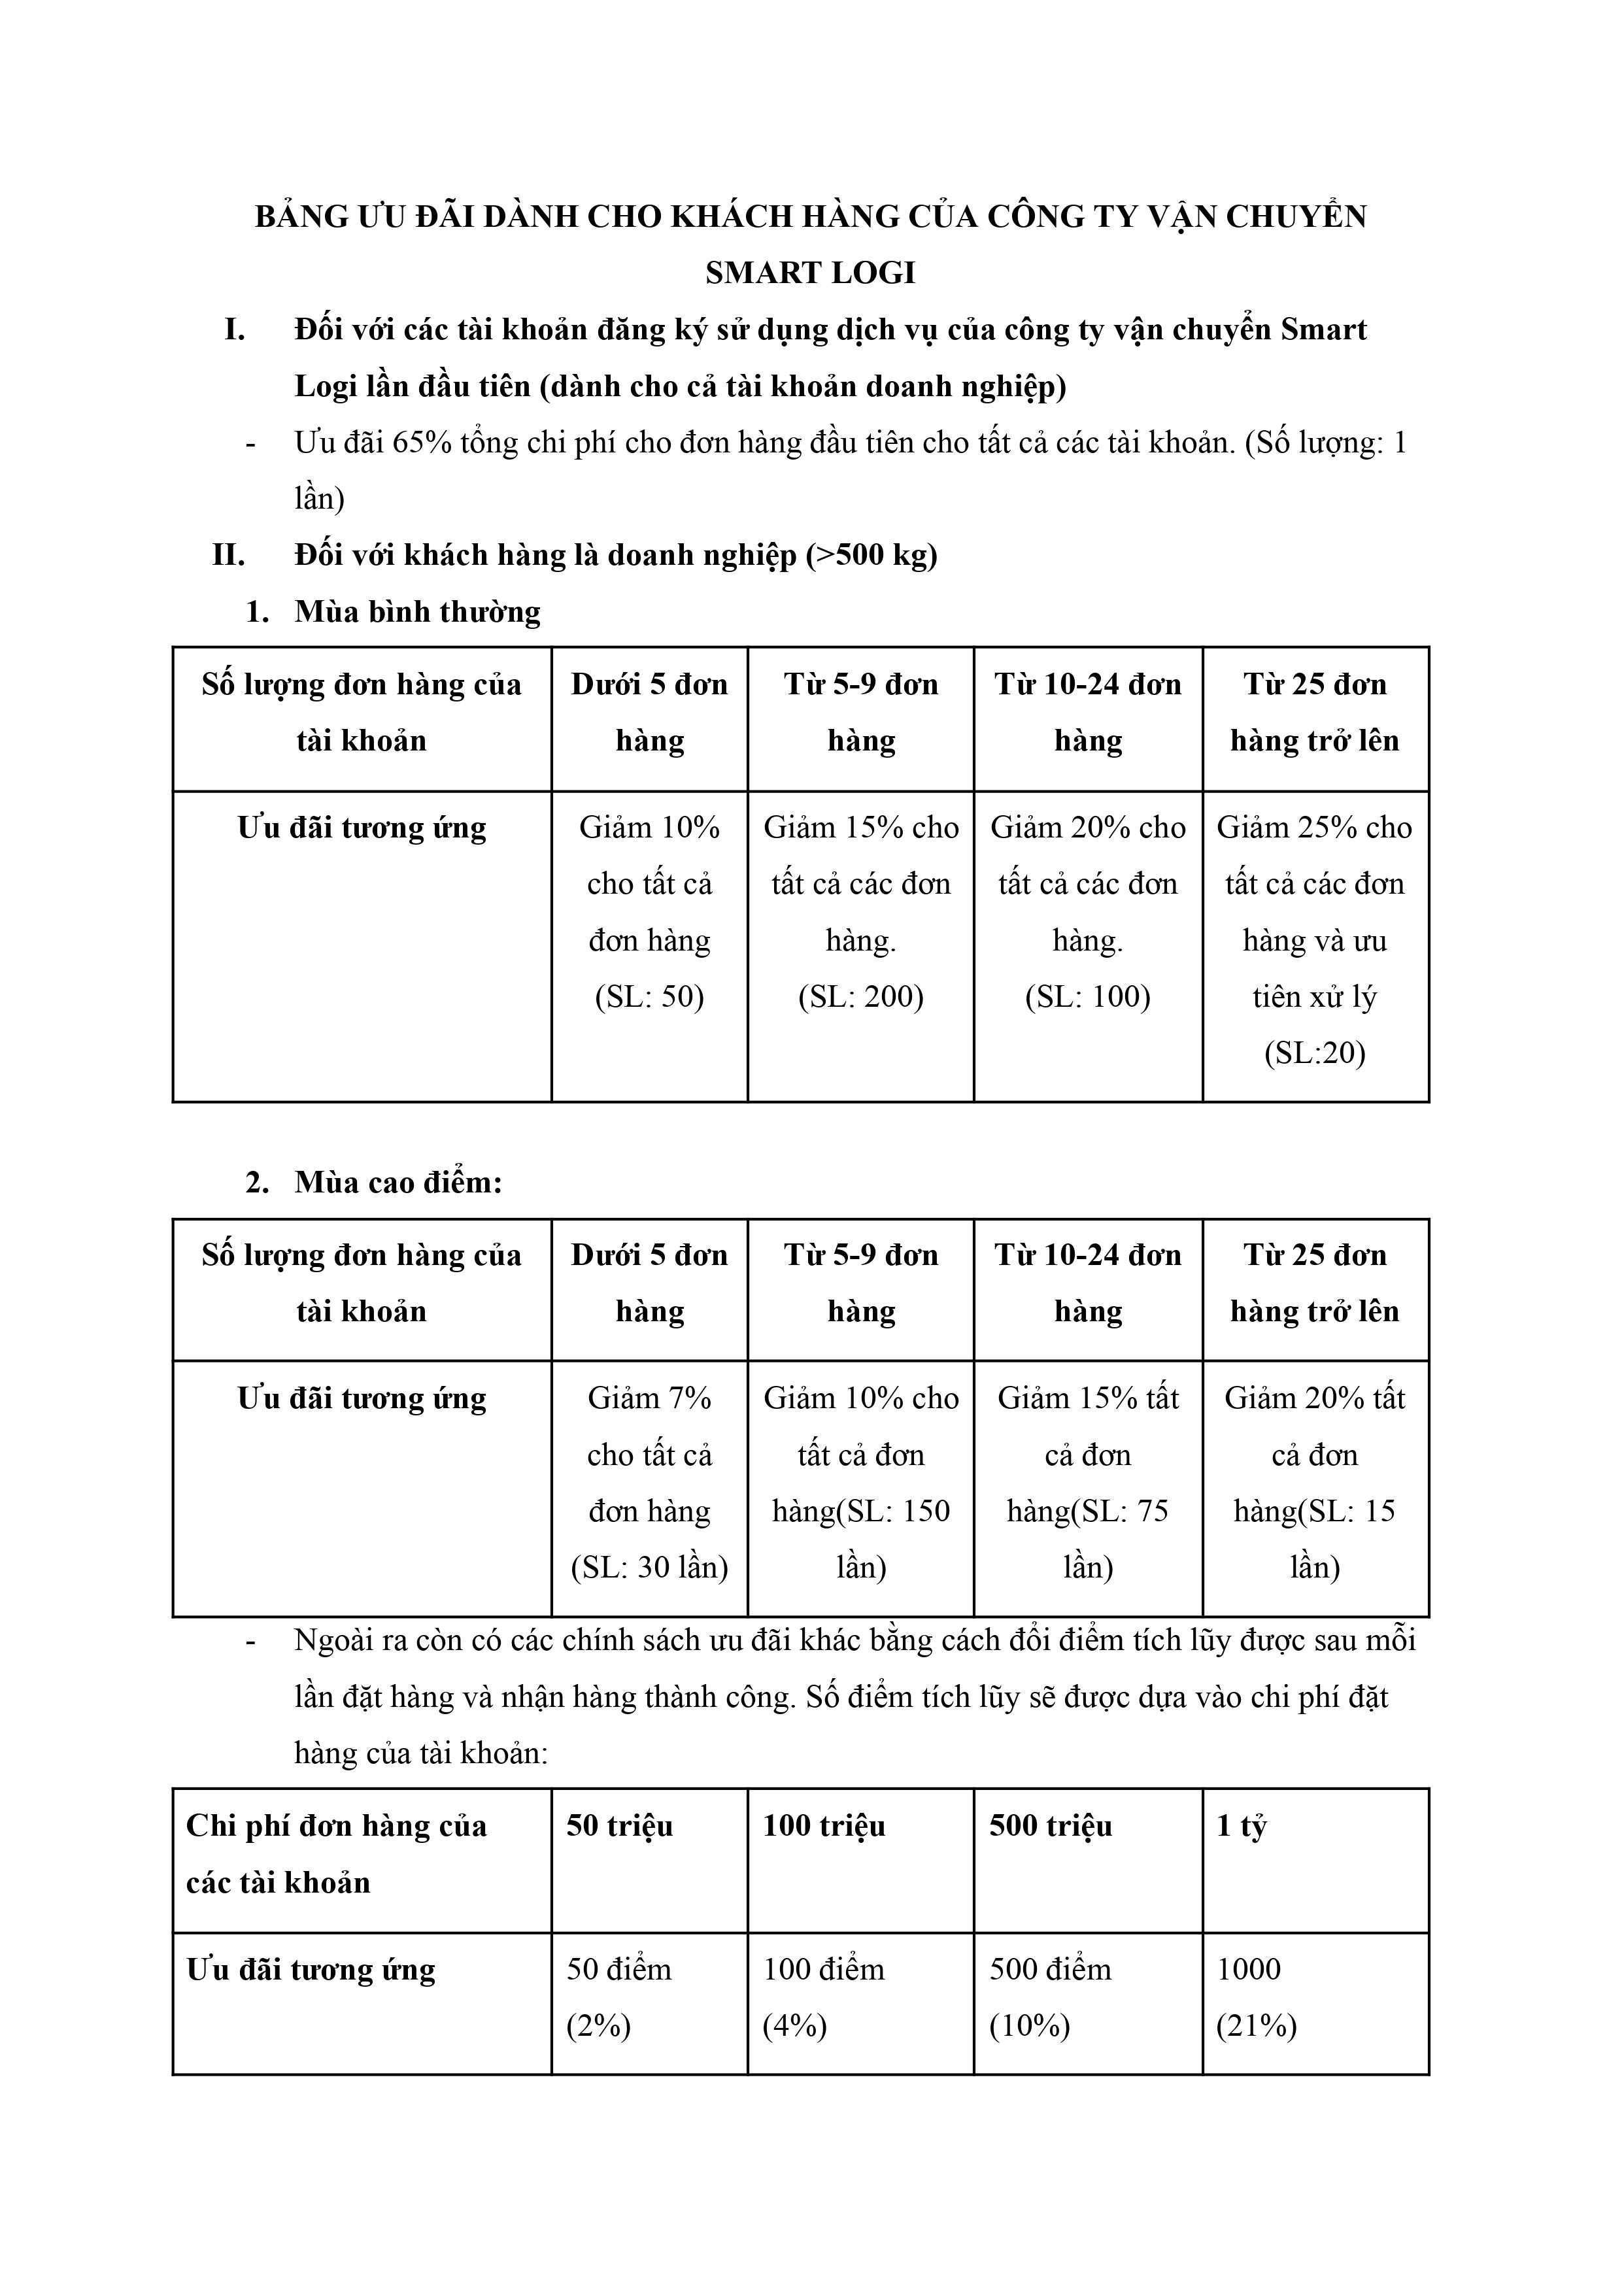 BẢNG ƯU ĐÃI DÀNH CHO KHÁCH HÀNG CỦA CÔNG TY VẬN CHUYỂN
SMART LOGI
I. Đối với các tài khoản đăng ký sử dụng dịch vụ của công ty vận chuyển Smart
Logi lần đầu tiên (dành cho cả tài khoản doanh nghiệp)
- Ưu đãi 65% tổng chi phí cho đơn hàng đầu tiên cho tất cả các tài khoản. (Số lượng: 1
lần)
II. Đối với khách hàng là doanh nghiệp (>500 kg)
1. Mùa bình thường
Số lượng đơn hàng của
tài khoản
Dưới 5 đơn
hàng
Từ 5-9 đơn
hàng
Từ 10-24 đơn
hàng
Từ 25 đơn
hàng trở lên
Ưu đãi tương ứng
Giảm 10%
cho tất cả
đơn hàng
(SL: 50)
Giảm 15% cho
tất cả các đơn
hàng.
(SL: 200)
Giảm 20% cho
tất cả các đơn
hàng.
(SL: 100)
Giảm 25% cho
tất cả các đơn
hàng và ưu
tiên xử lý
(SL:20)
2. Mùa cao điểm:
Số lượng đơn hàng của
tài khoản
Dưới 5 đơn
hàng
Từ 5-9 đơn
hàng
Từ 10-24 đơn
hàng
Từ 25 đơn
hàng trở lên
Ưu đãi tương ứng
Giảm 7%
cho tất cả
đơn hàng
(SL: 30 lần)
Giảm 10% cho
tất cả đơn
hàng(SL: 150
lần)
Giảm 15% tất
cả đơn
hàng(SL: 75
lần)
Giảm 20% tất
cả đơn
hàng(SL: 15
lần)
- Ngoài ra còn có các chính sách ưu đãi khác bằng cách đổi điểm tích lũy được sau mỗi
lần đặt hàng và nhận hàng thành công. Số điểm tích lũy sẽ được dựa vào chi phí đặt
hàng của tài khoản:
Chi phí đơn hàng của
các tài khoản
50 triệu
100 triệu
500 triệu
1 tỷ
Ưu đãi tương ứng
50 điểm
(2%)
100 điểm
(4%)
500 điểm
(10%)
1000
(21%)